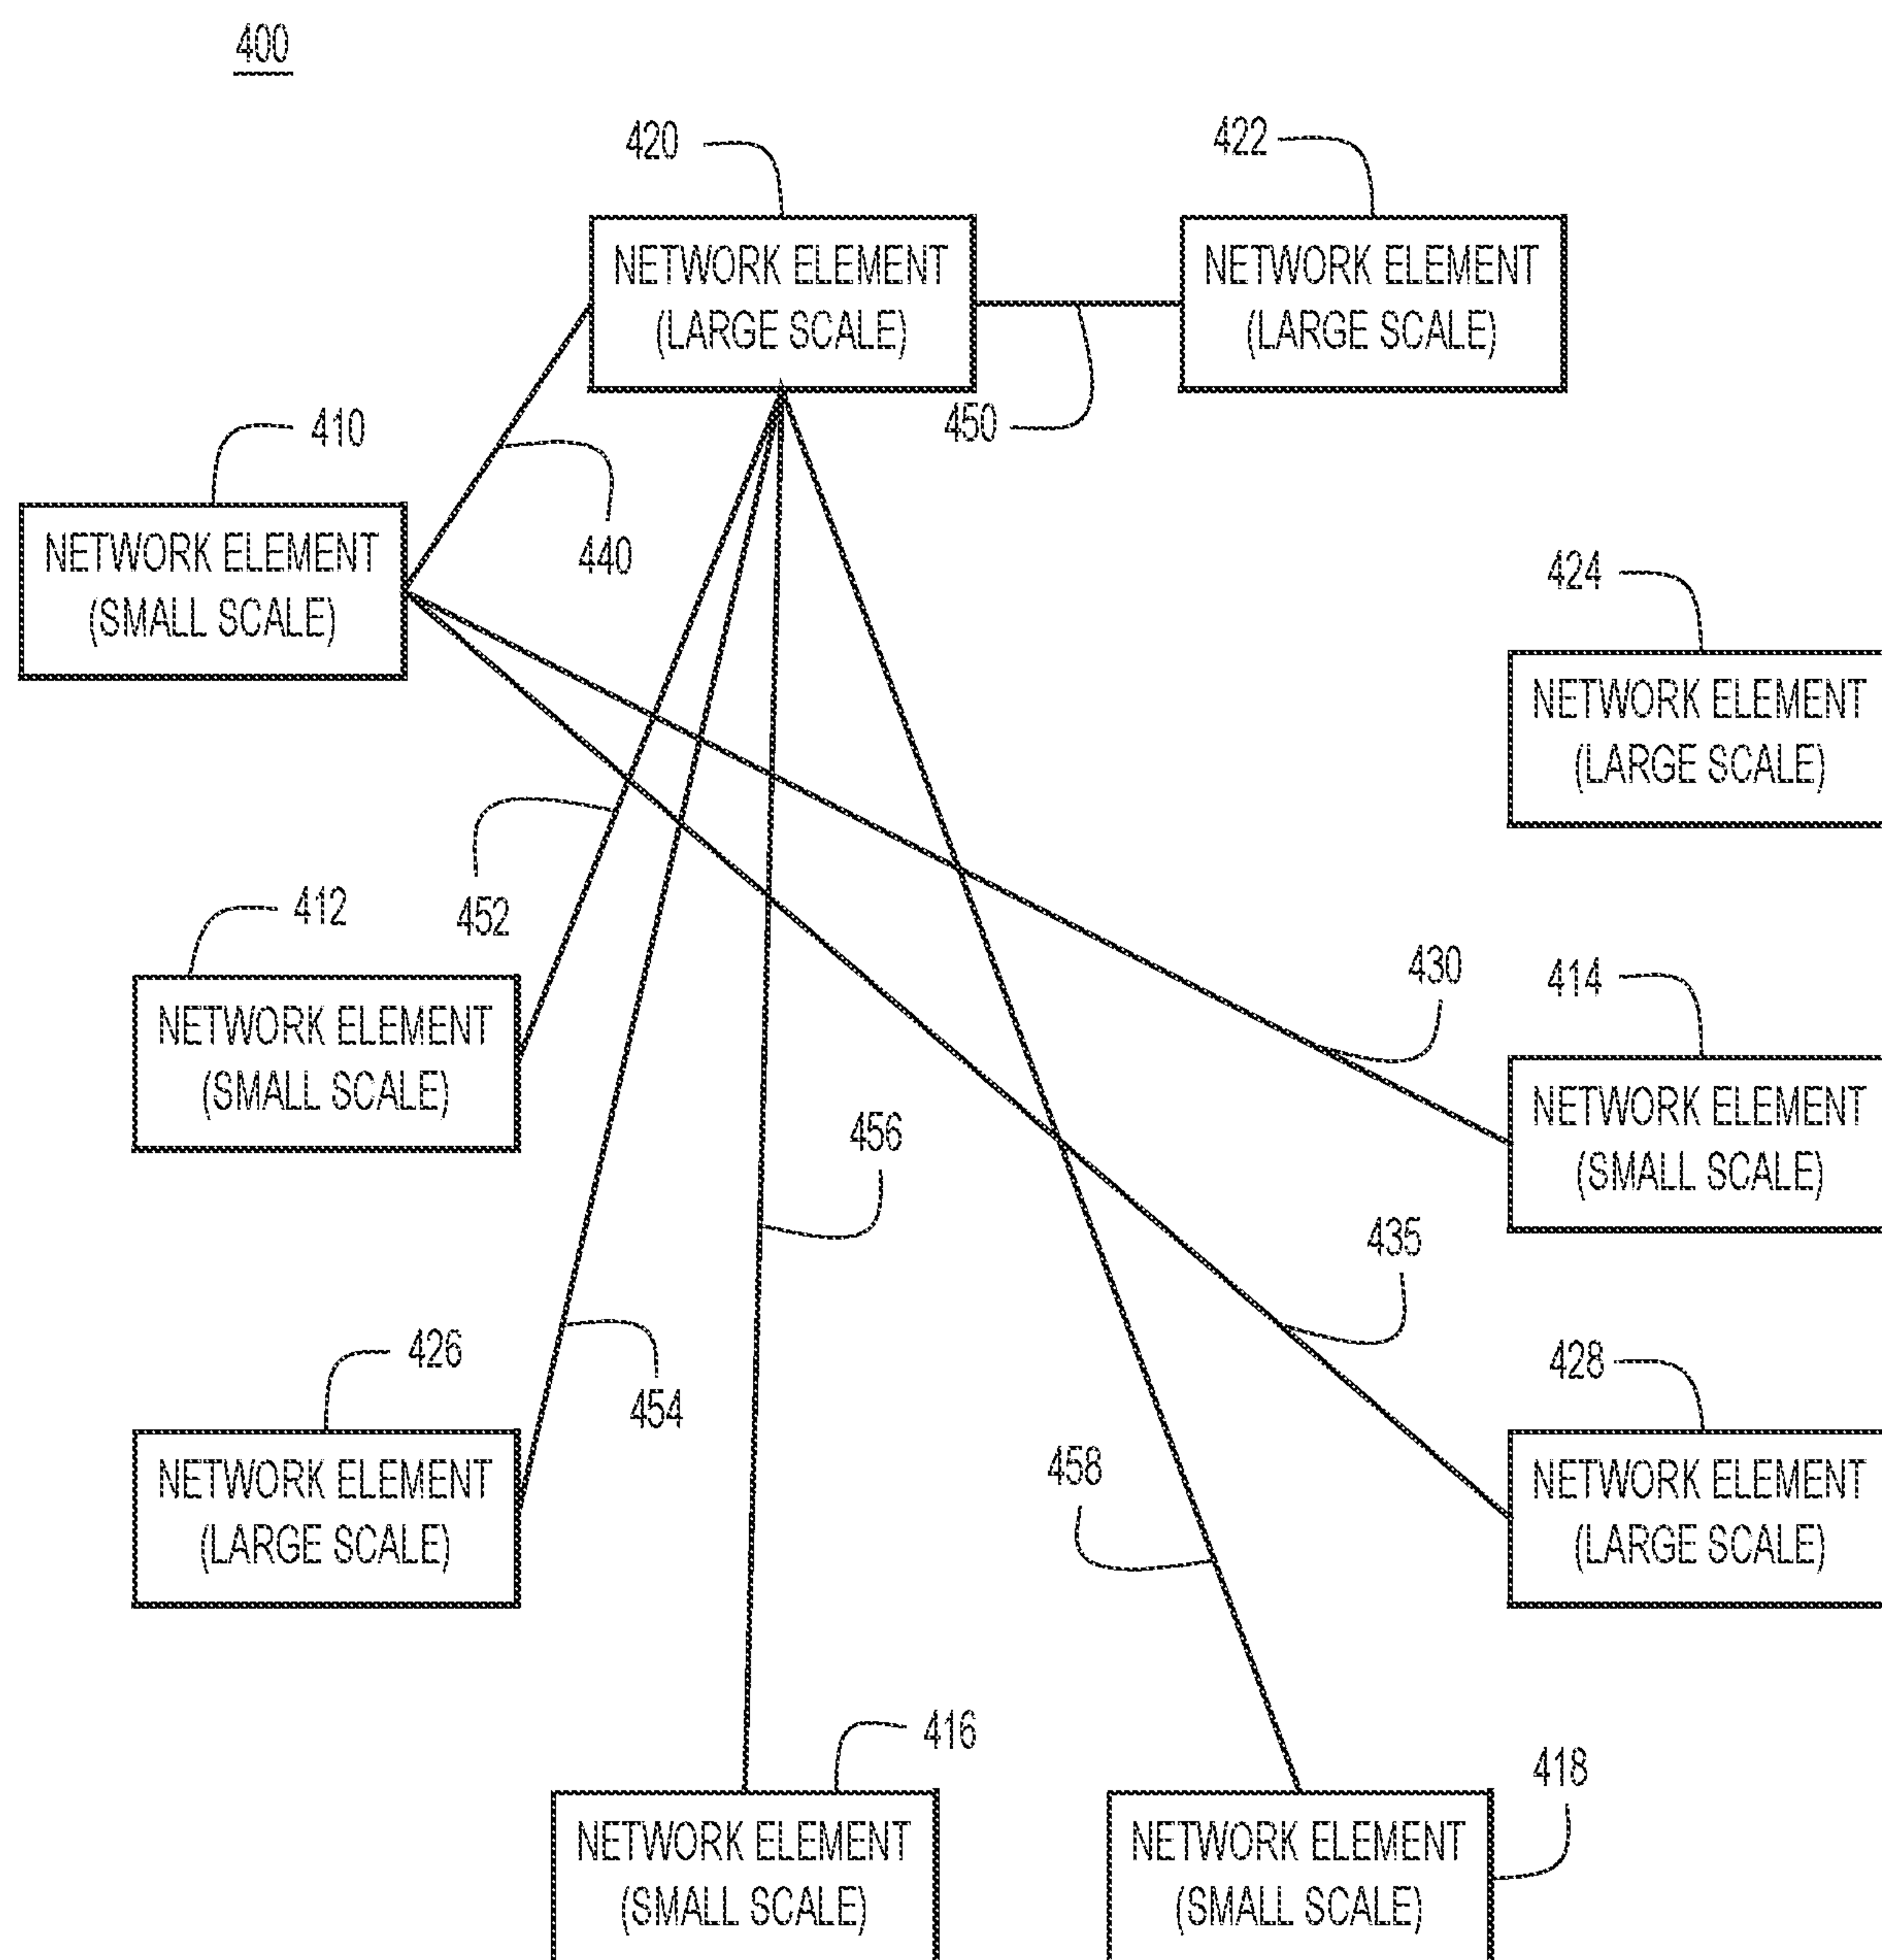 400
420
422
NETWORK ELEMENT
(LARGE SCALE)
NETWORK ELEMENT
(LARGE SCALE)
450
410
440
NETWORK ELEMENT
(SMALL SCALE)
424
NETWORK ELEMENT
(LARGE SCALE)
452
412
430
414
NETWORK ELEMENT
(SMALL SCALE)
NETWORK ELEMENT
(SMALL SCALE)
456
435
426
454
428
NETWORK ELEMENT
(LARGE SCALE)
458
NETWORK ELEMENT
(LARGE SCALE)
416
418
NETWORK ELEMENT
(SMALL SCALE)
NETWORK ELEMENT
(SMALL SCALE)